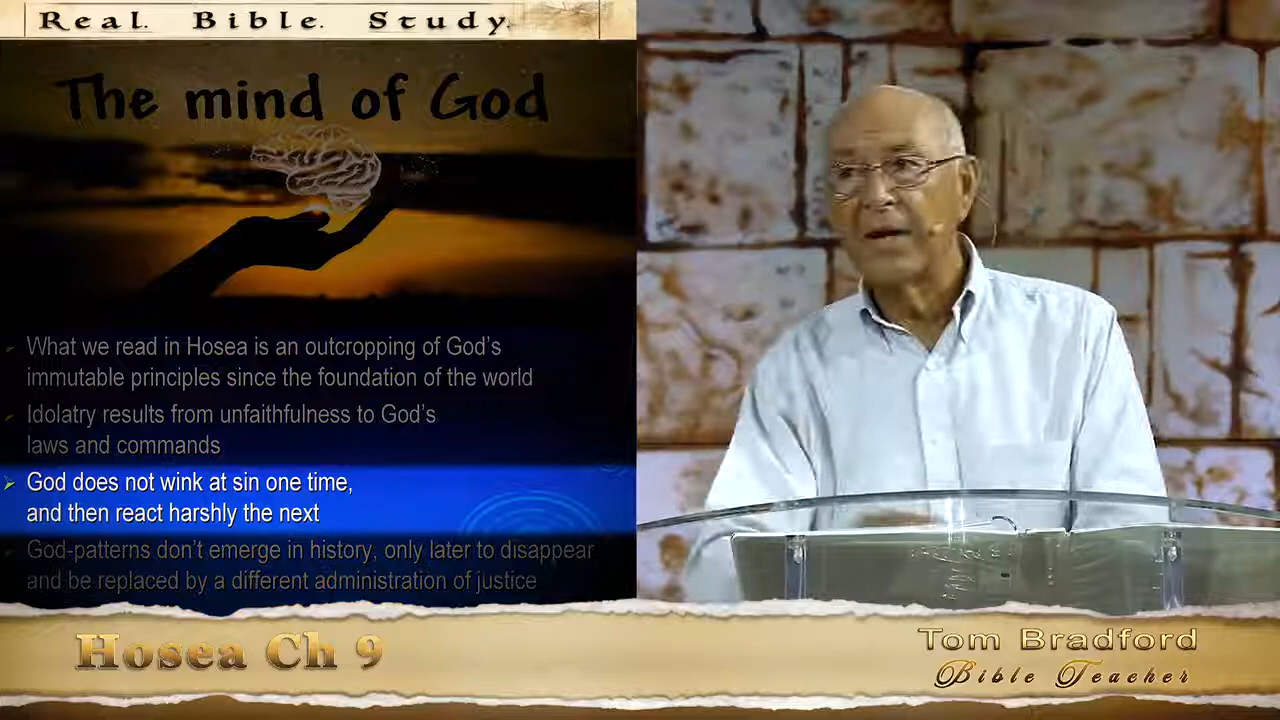 Real. Bible. Study.
The mind of God
What we read in Hosea is an outcropping of God's
immutable principles since the foundation of the world
Idolatry results from unfaithfulness to God's
laws and commands
God does not wink at sin one time,
and then react harshly the next
God-patterns don't emerge in history, only later to disappear
and be replaced by a different administration of justice
Hosea Ch 9
Tom Bradford
Bible Teacher